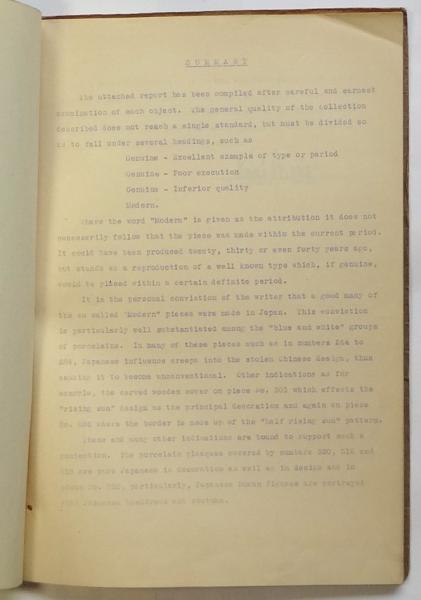 SUMMARY
The attached report has been compiled after careful and earnest
examination of each object. The general quality of the collection
described does not reach a single standard, but must be divided so
as to fall under several headings, such as
Genuine - Excellent example of type or period
Genuine - Poor execution
Genuine - Inferior quality
Modern.
Where the word "Modern" is given as the attribution it does not
necessarily follow that the piece was made within the current period.
It could have been produced twenty, thirty or even forty years ago,
but stands as a reproduction of a well known type which, if genuine,
would be placed within a certain definite period.
It is the personal conviction of the writer that a good many of
the so called "Modern" pieces were made in Japan. This conviction
is particularly well substantiated among the "blue and white" groups
of porcelains. In many of these pieces such as in numbers to
Japanese influence creeps into the stolen Chinese design, thus
causing it to become unconventional. Other indications as for
example, the carved wooden cover on piece No. which effects the
"rising sun" design as the principal decoration and again on piece
No. where the border is made up of the "half rising sun" pattern.
These and many other indications are bound to support such a
contention. The porcelain plaques covered by numbers and
are pure Japanese in decoration as well as in design and in
No. particularly, Japanese human figures are portrayed
Japanese and costume.